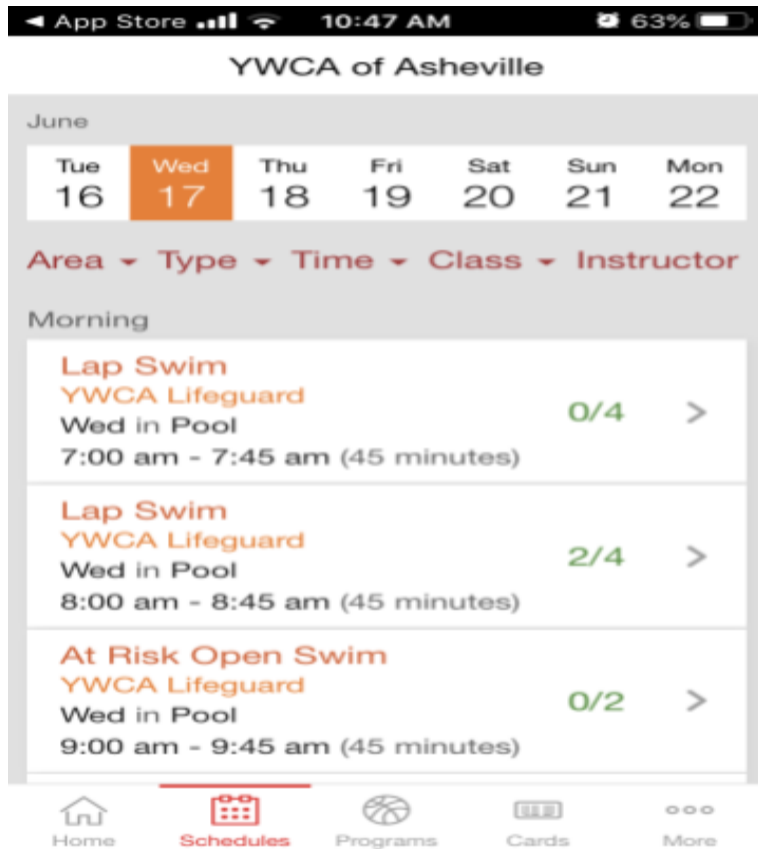 App Store 10:47 AM 63%
YWCA of Asheville
June
Tue Wed Thu Fri Sat Sun Mon
16 17 18 19 20 21 22
Area Type Time Class Instructor
Morning
Lap Swim
YWCA Lifeguard
Wed in Pool
0/4
7:00 am - 7:45 am (45 minutes)
Lap Swim
YWCA Lifeguard
Wed in Pool
2/4
8:00 am - 8:45 am (45 minutes)
At Risk Open Swim
YWCA Lifeguard
Wed in Pool
0/2
9:00 am - 9:45 am (45 minutes)
Home Schedules Programs Cards More